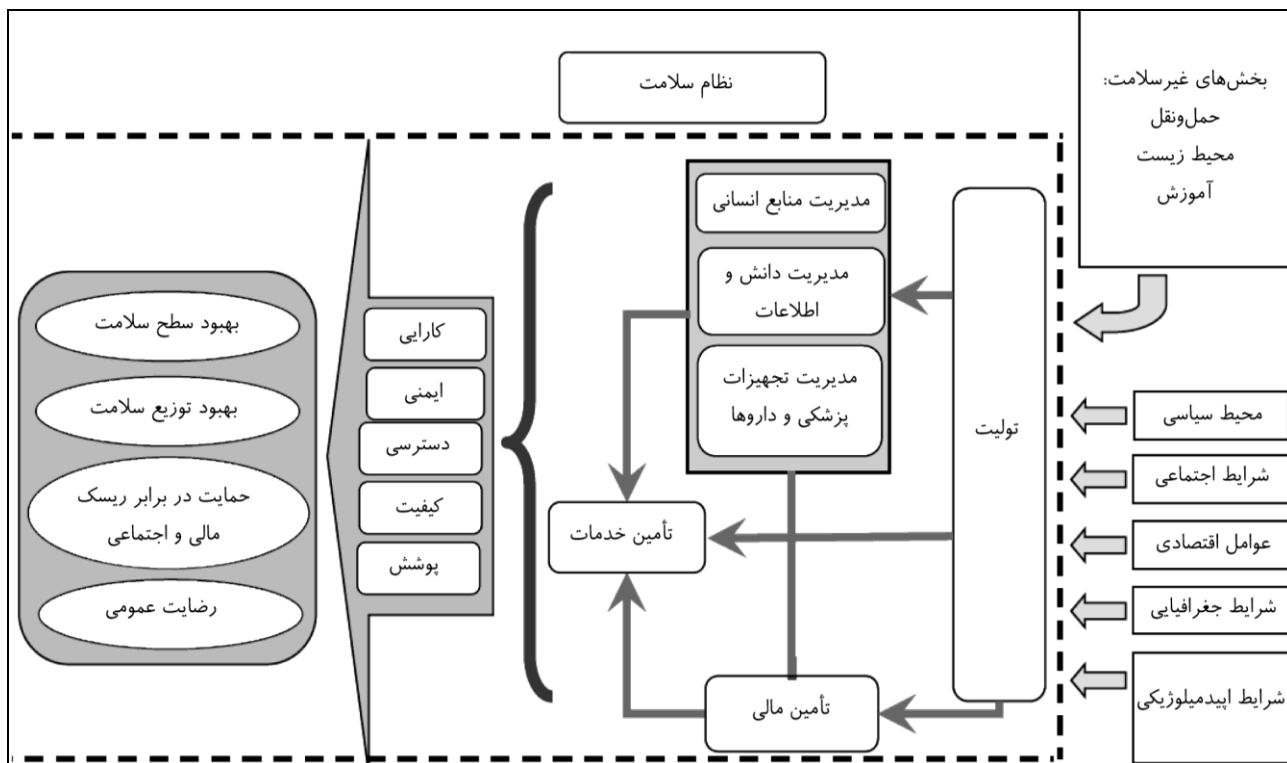 نظام سلامت
بخش‌های غیرسلامت:
حمل‌ونقل
محیط زیست
آموزش
محیط سیاسی
شرایط اجتماعی
عوامل اقتصادی
شرایط جغرافیایی
شرایط اپیدمیلوژیکی
تولیت
مدیریت منابع انسانی
مدیریت دانش و
اطلاعات
مدیریت تجهیزات
پزشکی و داروها
تأمین خدمات
تأمین مالی
کارایی
ایمنی
دسترسی
کیفیت
پوشش
بهبود سطح سلامت
بهبود توزیع سلامت
حمایت در برابر ریسک
مالی و اجتماعی
رضایت عمومی